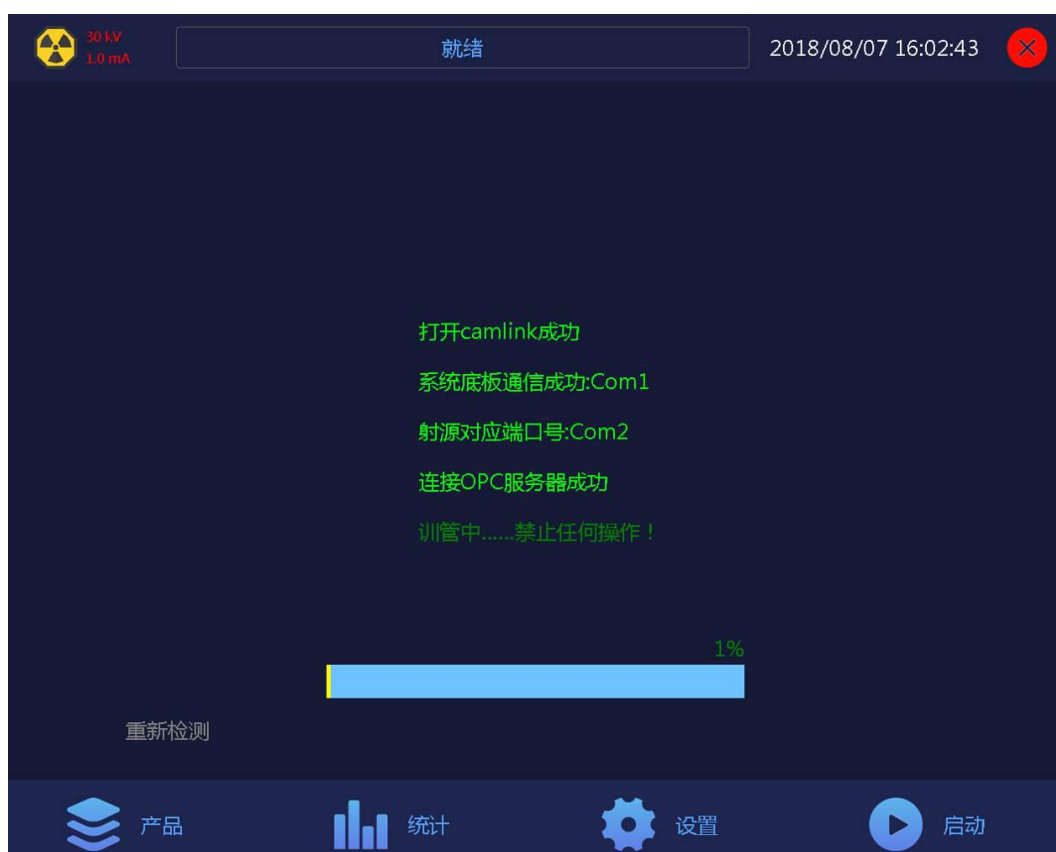 30 kV
1.0 mA
就绪
2018/08/07 16:02:43
打开camlink成功
系统底板通信成功:Com1
射源对应端口号:Com2
连接OPC服务器成功
训管中......禁止任何操作！
1%
重新检测
产品
统计
设置
启动